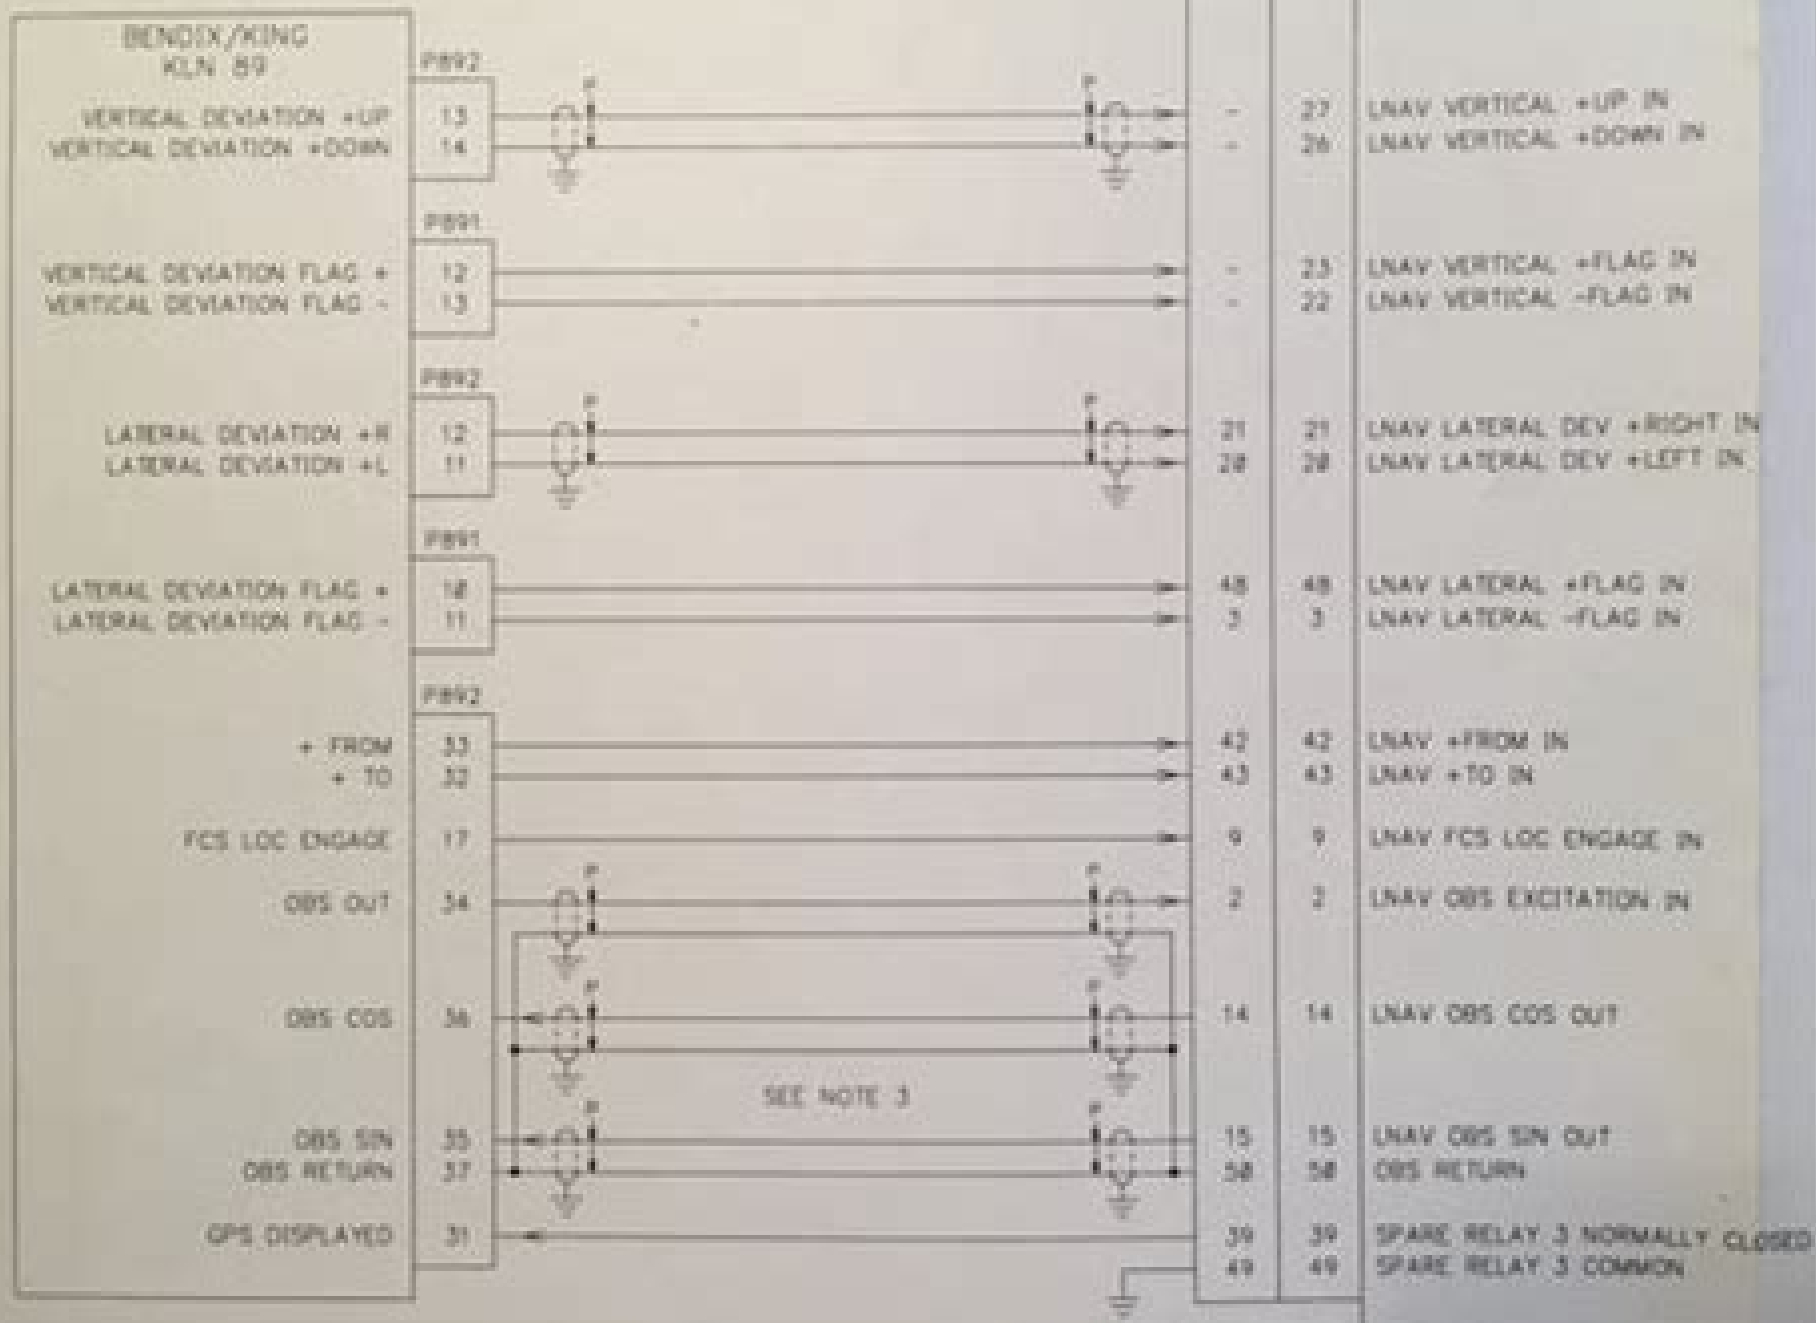 BENDIX/KING
KLN 89
P892
VERTICAL DEVIATION +UP 13 P P - 27 LNAV VERTICAL +UP IN
VERTICAL DEVIATION +DOWN 14 - 26 LNAV VERTICAL +DOWN IN
P891
VERTICAL DEVIATION FLAG + 12 - 23 LNAV VERTICAL +FLAG IN
VERTICAL DEVIATION FLAG - 13 - 22 LNAV VERTICAL -FLAG IN
P892
LATERAL DEVIATION +R 12 P P 21 21 LNAV LATERAL DEV +RIGHT IN
LATERAL DEVIATION +L 11 20 20 LNAV LATERAL DEV +LEFT IN
P891
LATERAL DEVIATION FLAG + 10 48 48 LNAV LATERAL +FLAG IN
LATERAL DEVIATION FLAG - 11 3 3 LNAV LATERAL -FLAG IN
P892
+ FROM 33 42 42 LNAV +FROM IN
+ TO 32 43 43 LNAV +TO IN
FCS LOC ENGAGE 17 9 9 LNAV FCS LOC ENGAGE IN
OBS OUT 34 P P 2 2 LNAV OBS EXCITATION IN
OBS COS 36 P P 14 14 LNAV OBS COS OUT
SEE NOTE 3
OBS SIN 35 P P 15 15 LNAV OBS SIN OUT
OBS RETURN 37 50 50 OBS RETURN
GPS DISPLAYED 31 39 39 SPARE RELAY 3 NORMALLY CLOSED
49 49 SPARE RELAY 3 COMMON